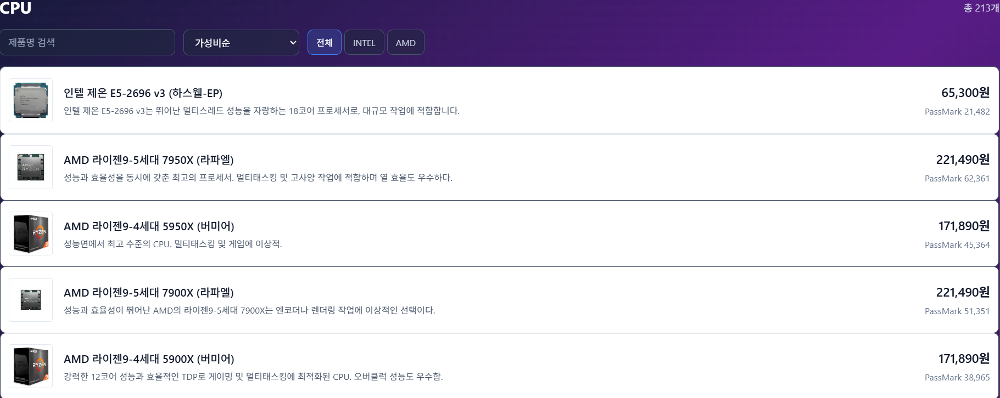 CPU
총 213개
제품명 검색
가성비순
전체
INTEL
AMD
인텔 제온 E5-2696 v3 (하스웰-EP)
65,300원
인텔 제온 E5-2696 v3는 뛰어난 멀티스레드 성능을 자랑하는 18코어 프로세서로, 대규모 작업에 적합합니다.
PassMark 21,482
AMD 라이젠9-5세대 7950X (라파엘)
221,490원
성능과 효율성을 동시에 갖춘 최고의 프로세서. 멀티태스킹 및 고사양 작업에 적합하며 열 효율도 우수하다.
PassMark 62,361
AMD 라이젠9-4세대 5950X (버미어)
171,890원
성능면에서 최고 수준의 CPU. 멀티태스킹 및 게임에 이상적.
PassMark 45,364
AMD 라이젠9-5세대 7900X (라파엘)
221,490원
성능과 효율성이 뛰어난 AMD의 라이젠9-5세대 7900X는 엔코더나 렌더링 작업에 이상적인 선택이다.
PassMark 51,351
AMD 라이젠9-4세대 5900X (버미어)
171,890원
강력한 12코어 성능과 효율적인 TDP로 게이밍 및 멀티태스킹에 최적화된 CPU. 오버클럭 성능도 우수함.
PassMark 38,965
RYZEN
RYZEN
RYZEN
RYZEN